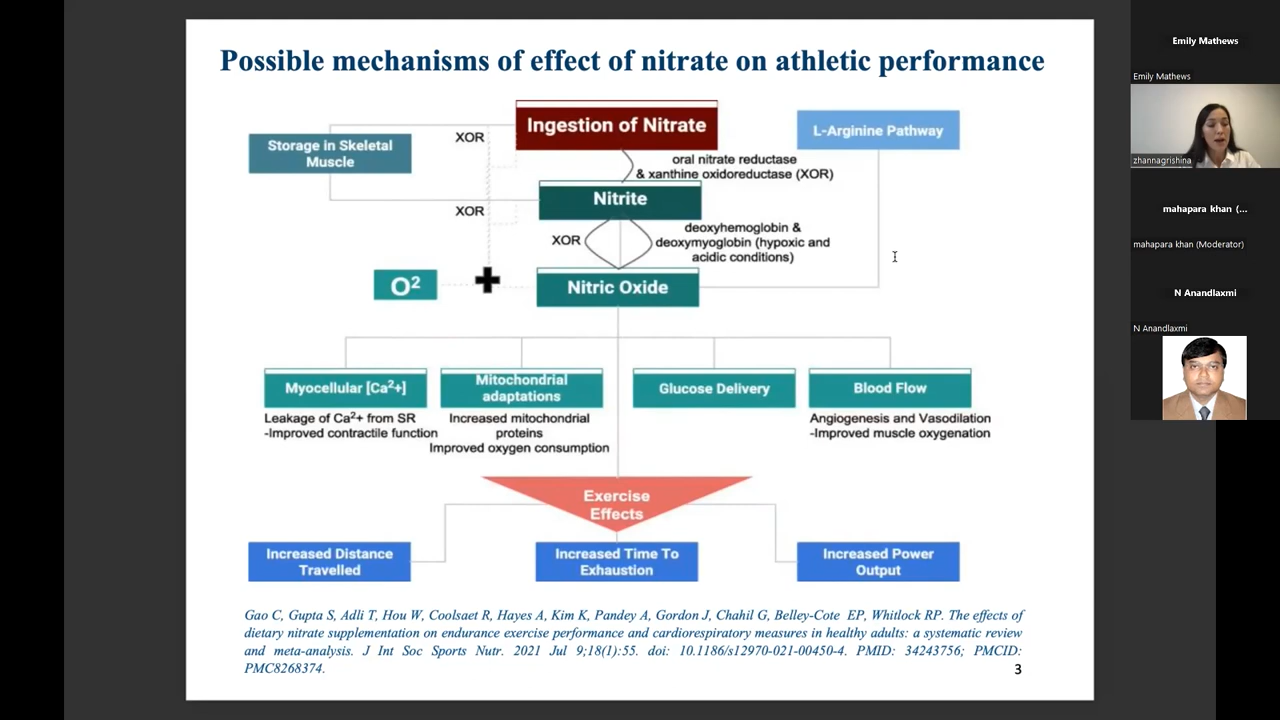 Possible mechanisms of effect of nitrate on athletic performance
Ingestion of Nitrate
L-Arginine Pathway
XOR
Storage in Skeletal
Muscle
oral nitrate reductase
& xanthine oxidoreductase (XOR)
Nitrite
XOR
XOR
deoxyhemoglobin &
deoxymyoglobin (hypoxic and
acidic conditions)
O²
Nitric Oxide
Myocellular [Ca²+]
Leakage of Ca²+ from SR
-Improved contractile function
Mitochondrial
adaptations
Increased mitochondrial
proteins
Improved oxygen consumption
Glucose Delivery
Blood Flow
Angiogenesis and Vasodilation
-Improved muscle oxygenation
Exercise
Effects
Increased Distance
Travelled
Increased Time To
Exhaustion
Increased Power
Output
Gao C, Gupta S, Adli T, Hou W, Coolsaet R, Hayes A, Kim K, Pandey A, Gordon J, Chahil G, Belley-Cote EP, Whitlock RP. The effects of
dietary nitrate supplementation on endurance exercise performance and cardiorespiratory measures in healthy adults: a systematic review
and meta-analysis. J Int Soc Sports Nutr. 2021 Jul 9;18(1):55. doi: 10.1186/s12970-021-00450-4. PMID: 34243756; PMCID:
PMC8268374.
3
Emily Mathews
Emily Mathews
zhannagrishina
mahapara khan (...
mahapara khan (Moderator)
N Anandlaxmi
N Anandlaxmi